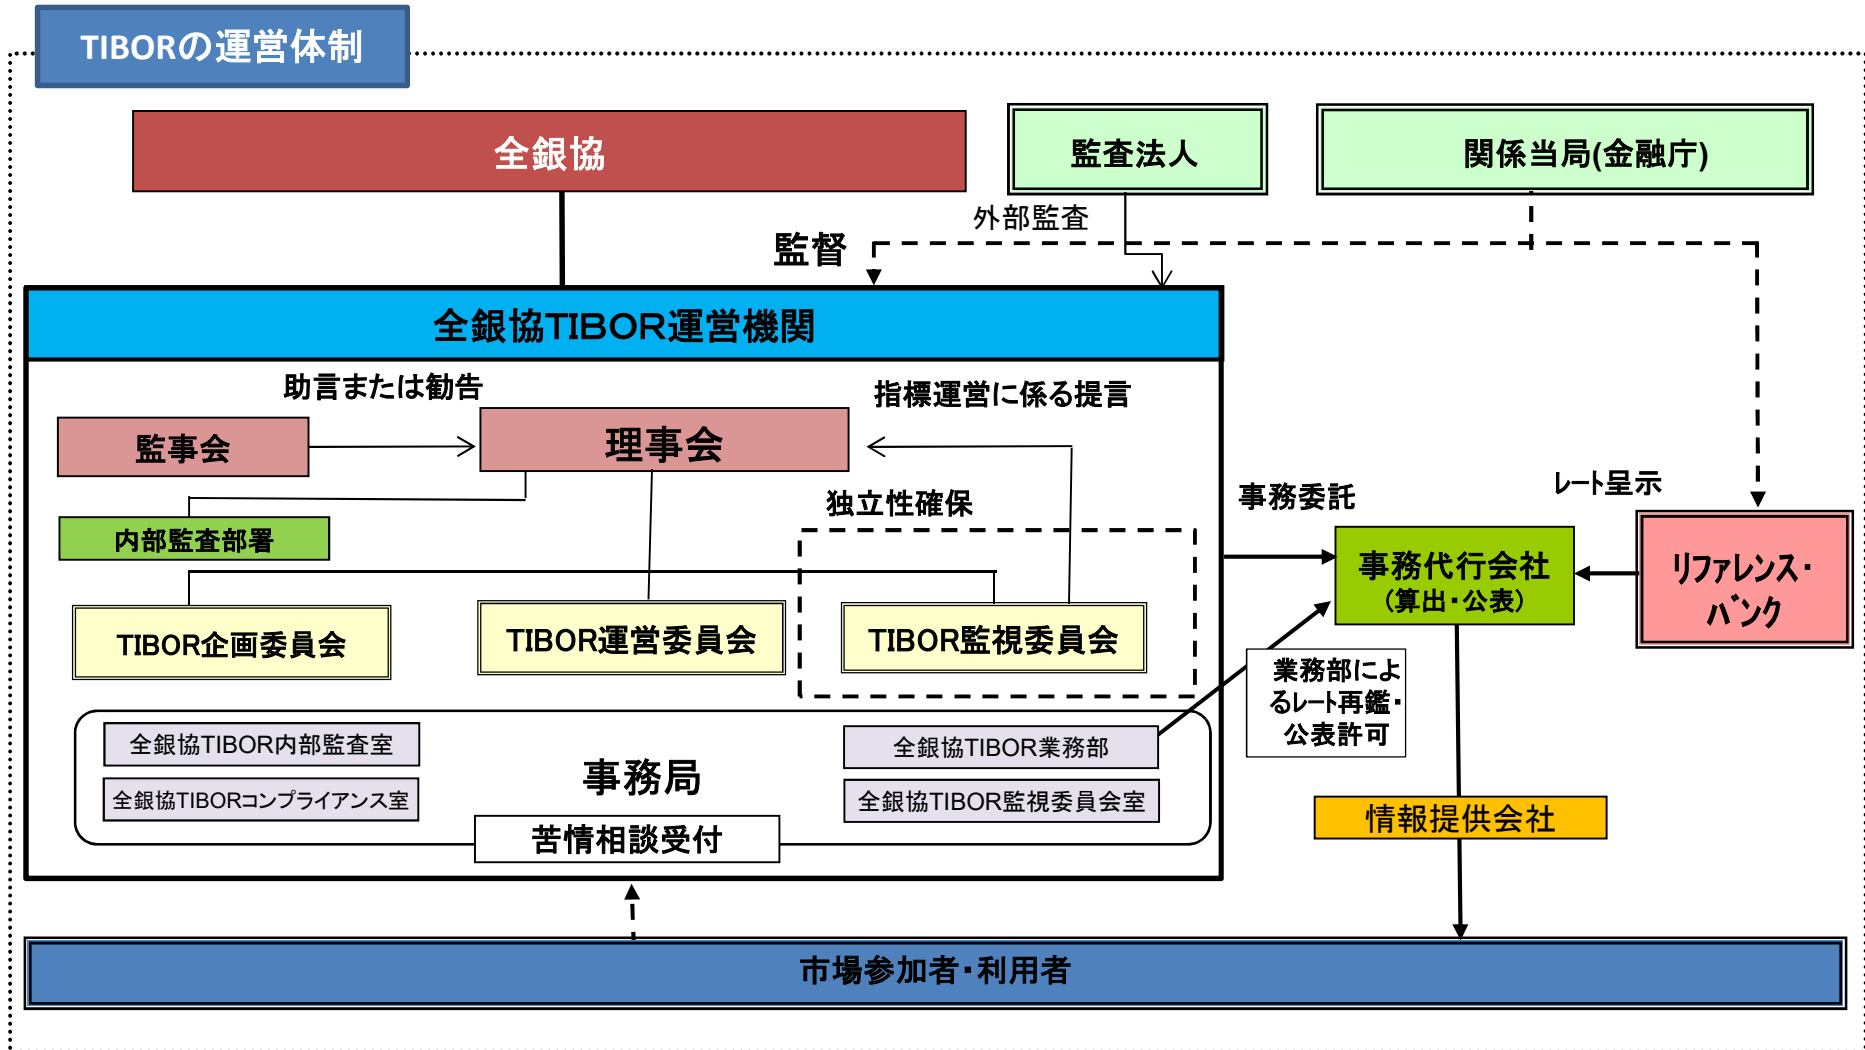 TIBORの運営体制
全銀協
監査法人
関係当局(金融庁)
外部監査
監督
全銀協TIBOR運営機関
助言または勧告
指標運営に係る提言
監事会
理事会
独立性確保
事務委託
ﾚｰﾄ呈示
内部監査部署
事務代行会社
(算出・公表)
ﾘﾌｧﾚﾝｽ・
ﾊﾞﾝｸ
TIBOR企画委員会
TIBOR運営委員会
TIBOR監視委員会
業務部によ
るﾚｰﾄ再鑑・
公表許可
全銀協TIBOR内部監査室
全銀協TIBOR業務部
事務局
全銀協TIBORコンプライアンス室
全銀協TIBOR監視委員会室
苦情相談受付
情報提供会社
市場参加者・利用者